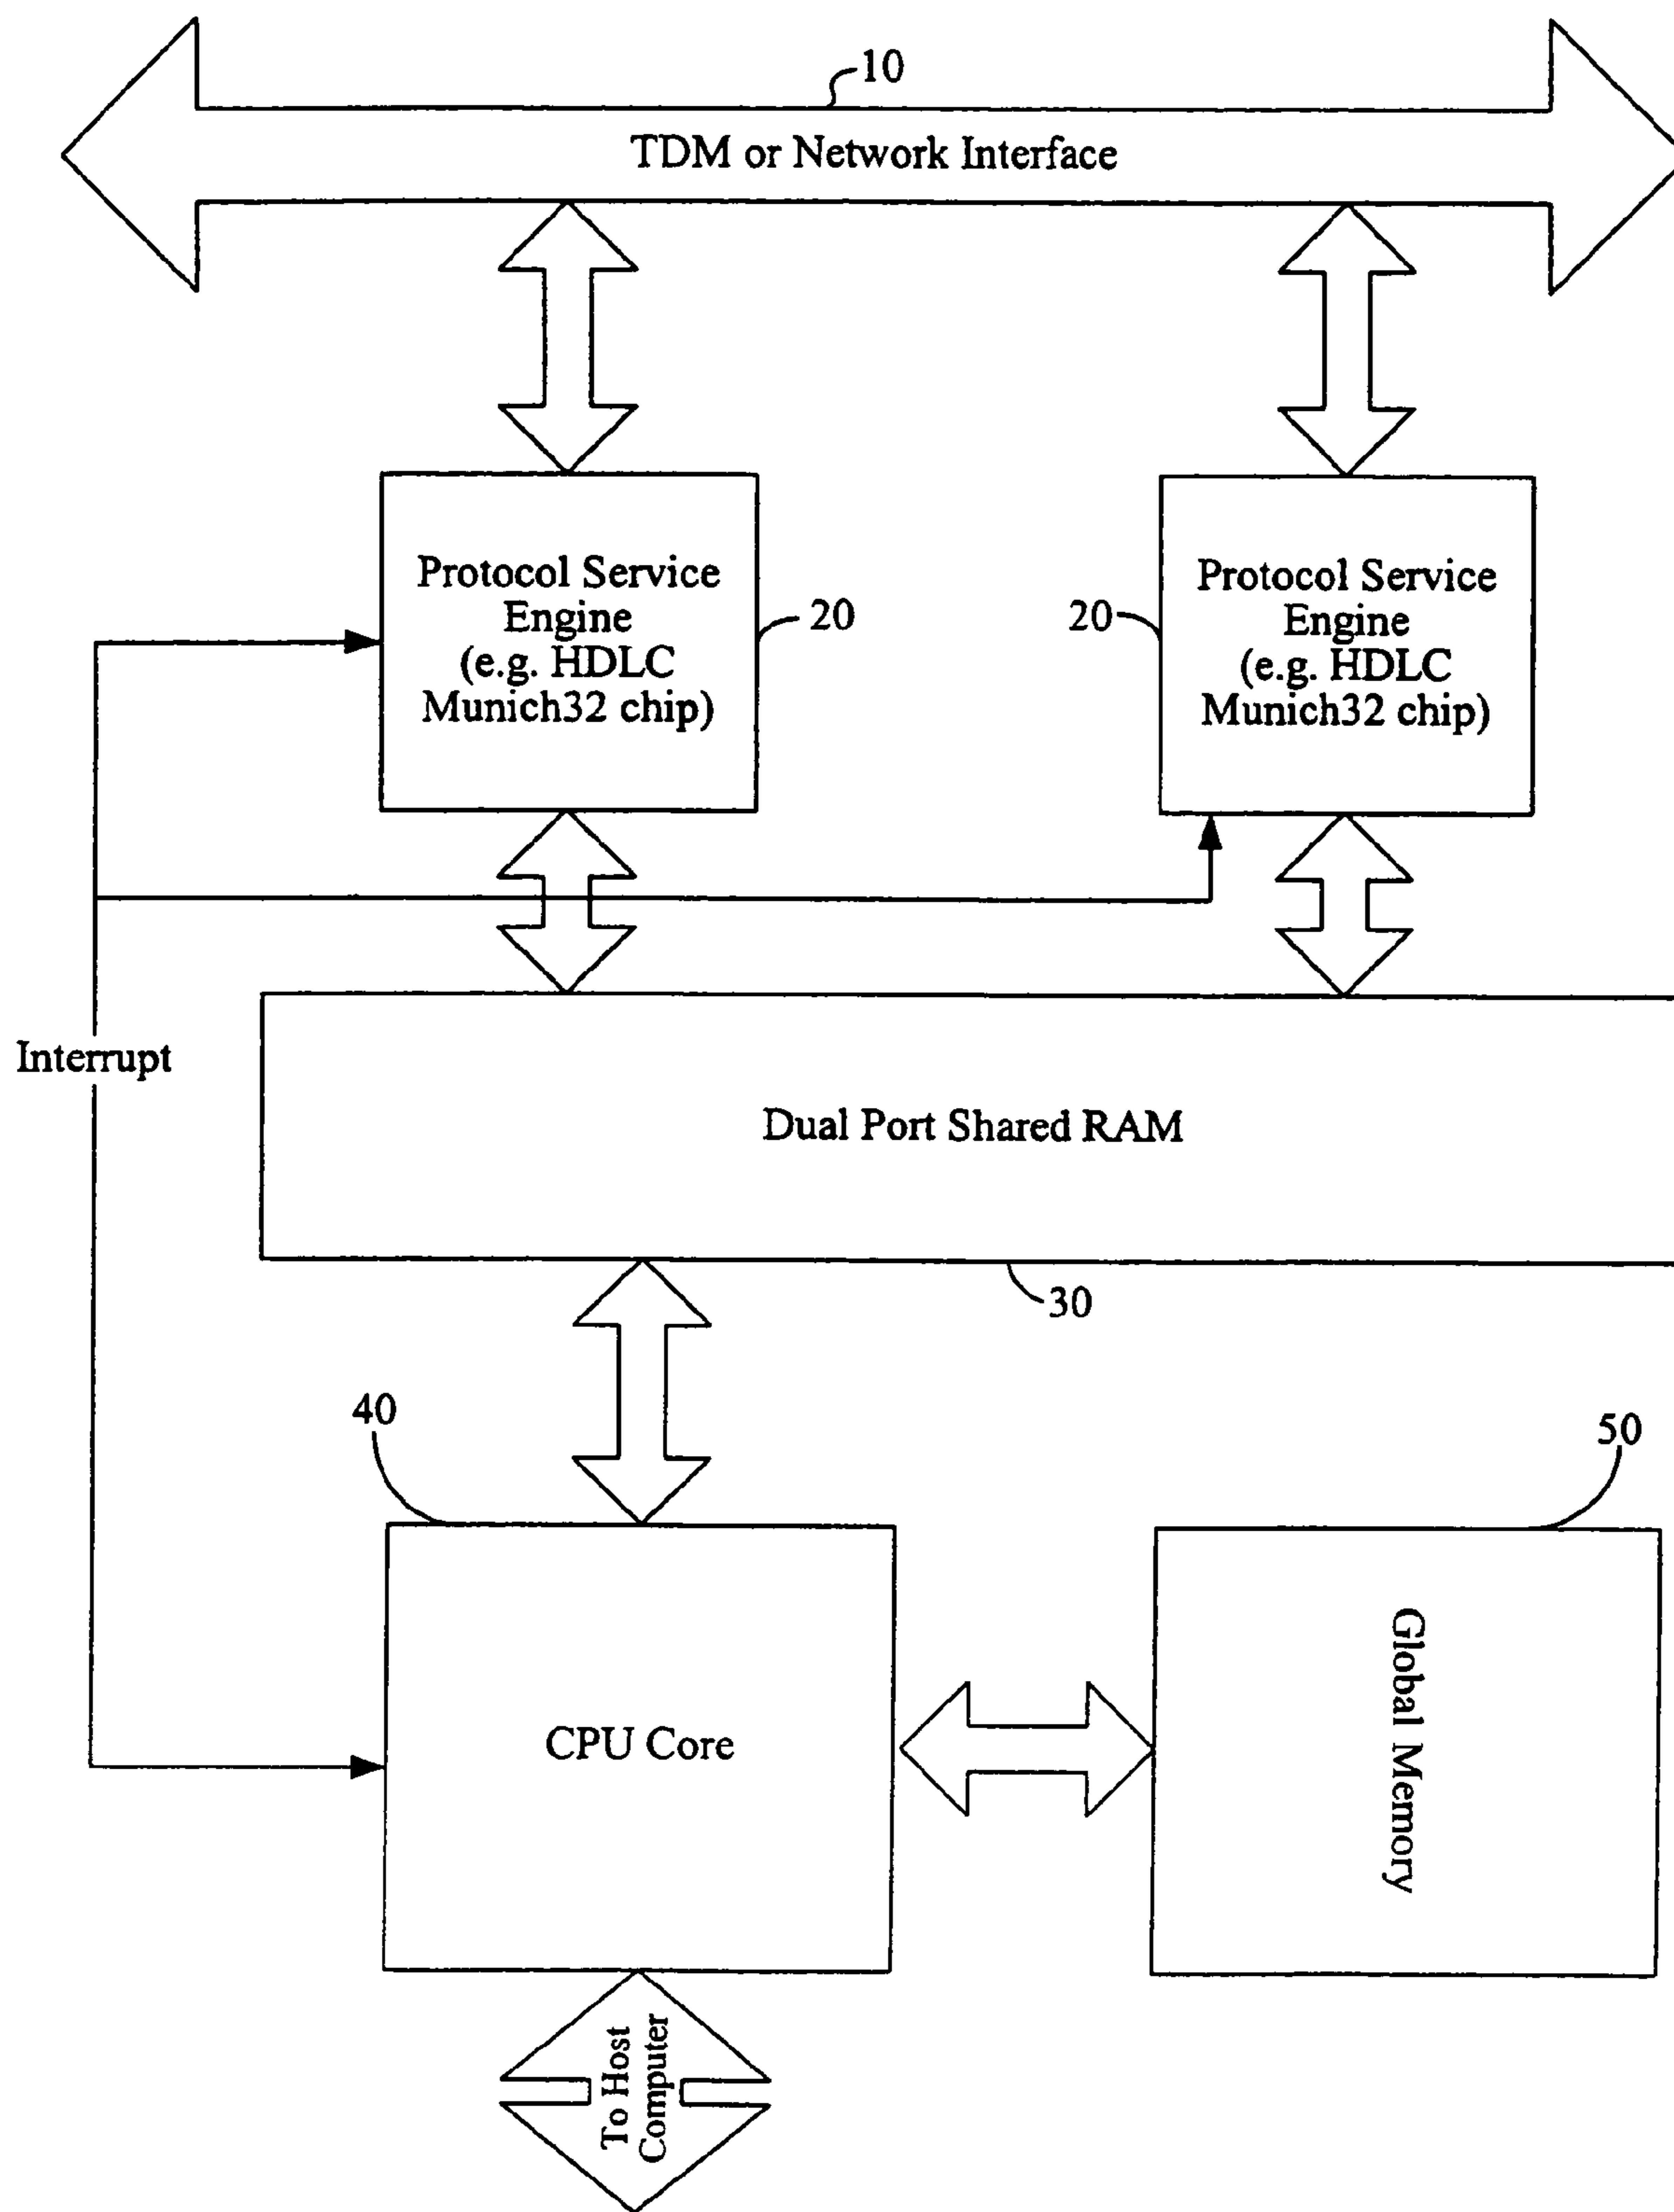 10
TDM or Network Interface
Protocol Service
Engine
(e.g. HDLC
Munich32 chip)
20
20
Protocol Service
Engine
(e.g. HDLC
Munich32 chip)
Interrupt
Dual Port Shared RAM
30
40
50
CPU Core
Global Memory
To Host
Computer